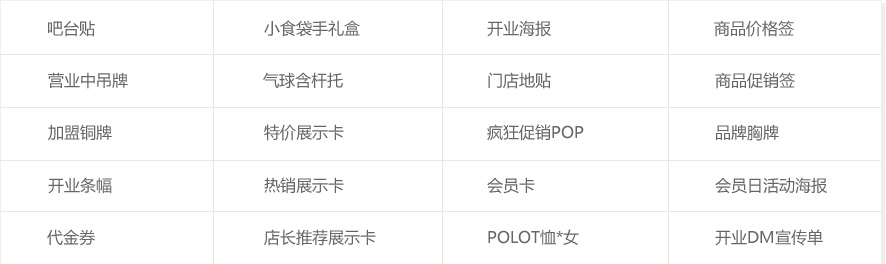 吧台贴 小食袋手礼盒 开业海报 商品价格签
营业中吊牌 气球含杆托 门店地贴 商品促销签
加盟铜牌 特价展示卡 疯狂促销POP 品牌胸牌
开业条幅 热销展示卡 会员卡 会员日活动海报
代金券 店长推荐展示卡 POLOT恤*女 开业DM宣传单